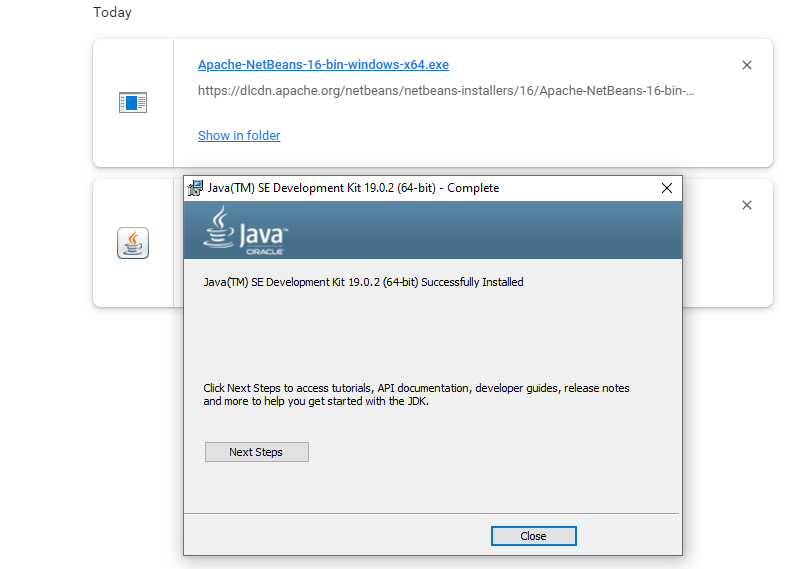 Today
Apache-NetBeans-16-bin-windows-x64.exe
https://dlcdn.apache.org/netbeans/netbeans-installers/16/Apache-NetBeans-16-bin-...
Show in folder
Java(TM) SE Development Kit 19.0.2 (64-bit) - Complete
Java™
ORACLE
Java(TM) SE Development Kit 19.0.2 (64-bit) Successfully Installed
Click Next Steps to access tutorials, API documentation, developer guides, release notes
and more to help you get started with the JDK.
Next Steps
Close